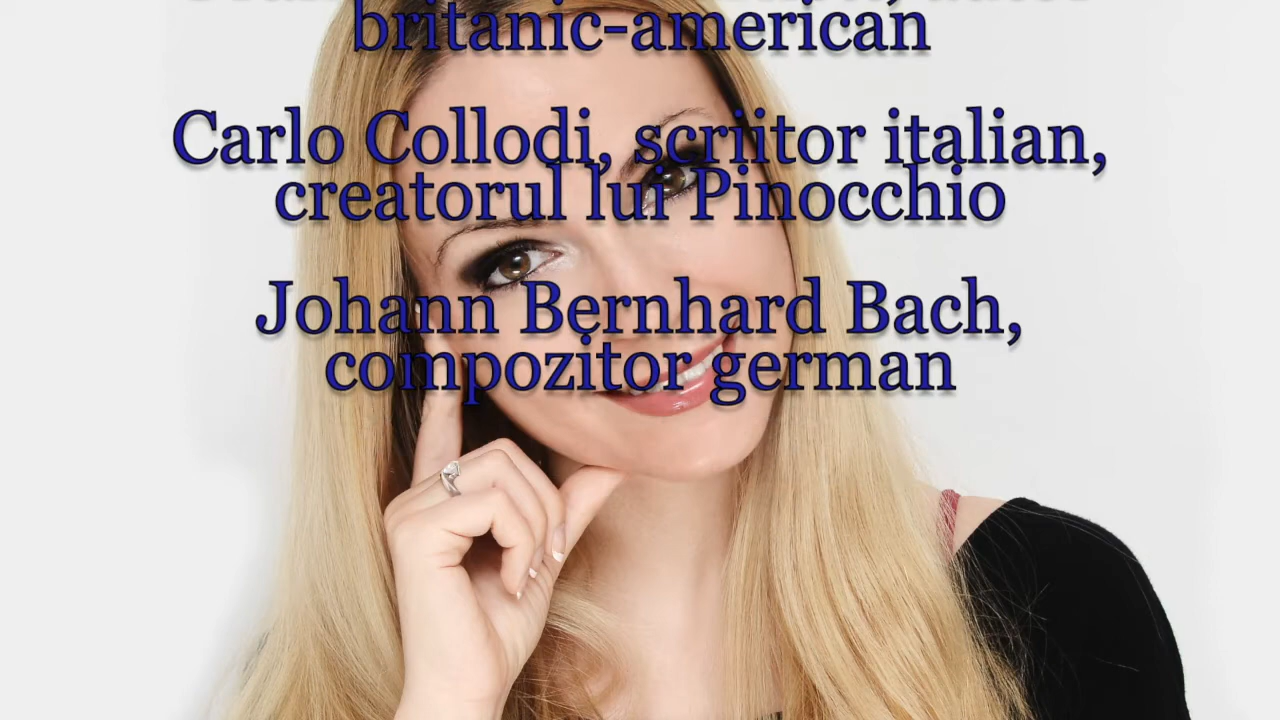 britanic-american
Carlo Collodi, scriitor italian,
creatorul lui Pinocchio
Johann Bernhard Bach,
compozitor german